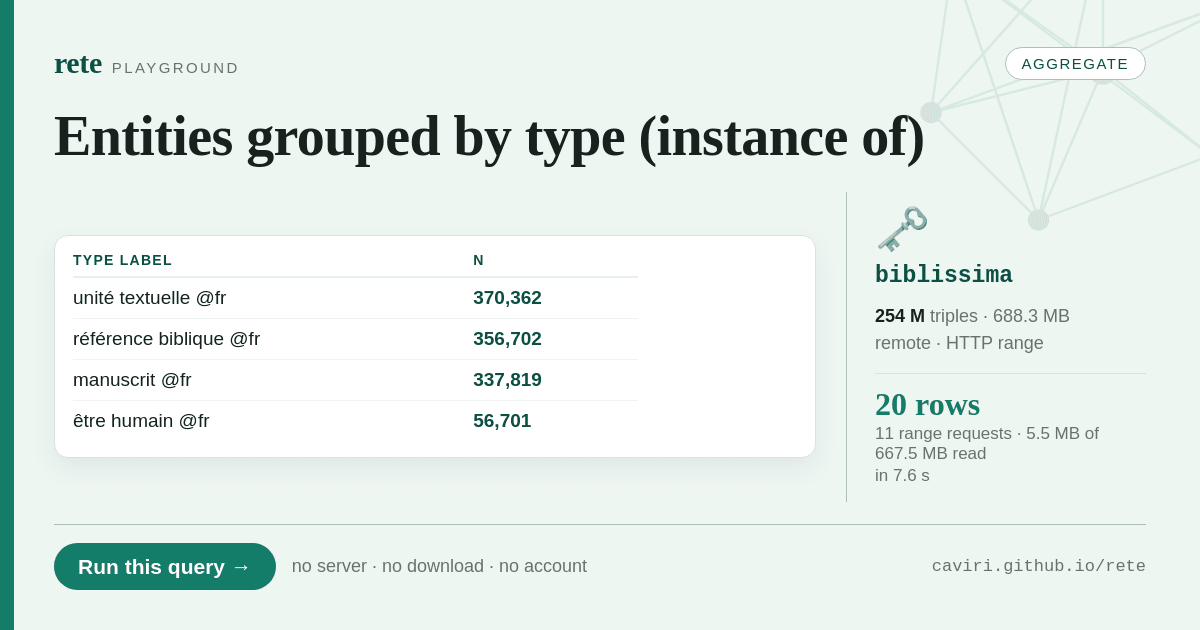 rete PLAYGROUND
AGGREGATE
Entities grouped by type (instance of)
TYPE LABEL N
unité textuelle @fr 370,362
référence biblique @fr 356,702
manuscrit @fr 337,819
être humain @fr 56,701
biblissima
254 M triples · 688.3 MB
remote · HTTP range
20 rows
11 range requests · 5.5 MB of
667.5 MB read
in 7.6 s
Run this query →
no server · no download · no account
caviri.github.io/rete